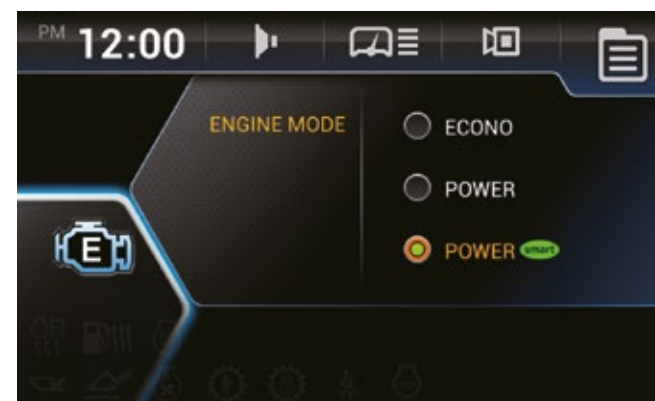 PM 12:00
ENGINE MODE
ECONO
POWER
E
POWER smart